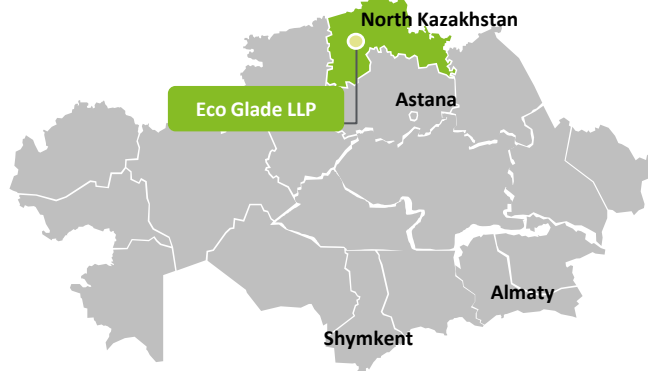 North Kazakhstan
Eco Glade LLP
Astana
Almaty
Shymkent